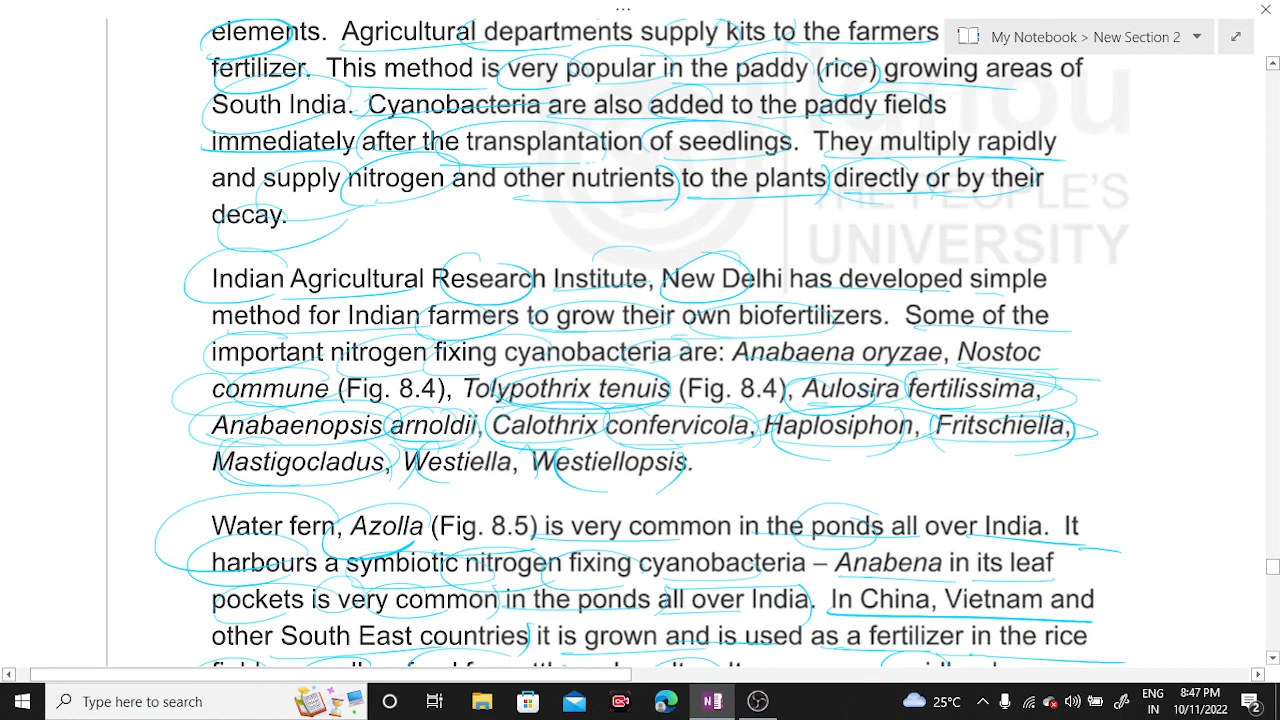 My Notebook > New Section 2
elements. Agricultural departments supply kits to the farmers
fertilizer. This method is very popular in the paddy (rice) growing areas of
South India. Cyanobacteria are also added to the paddy fields
immediately after the transplantation of seedlings. They multiply rapidly
and supply nitrogen and other nutrients to the plants directly or by their
decay.
THE PEOPLE'S
UNIVERSITY
Indian Agricultural Research Institute, New Delhi has developed simple
method for Indian farmers to grow their own biofertilizers. Some of the
important nitrogen fixing cyanobacteria are: Anabaena oryzae, Nostoc
commune (Fig. 8.4), Tolypothrix tenuis (Fig. 8.4), Aulosira fertilissima,
Anabaenopsis arnoldii, Calothrix confervicola, Haplosiphon, Fritschiella,
Mastigocladus, Westiella, Westiellopsis.
Water fern, Azolla (Fig. 8.5) is very common in the ponds all over India. It
harbours a symbiotic nitrogen fixing cyanobacteria – Anabena in its leaf
pockets is very common in the ponds all over India. In China, Vietnam and
other South East countries it is grown and is used as a fertilizer in the rice
Type here to search
25°C
ENG
IN
8:47 PM
10/11/2022
2